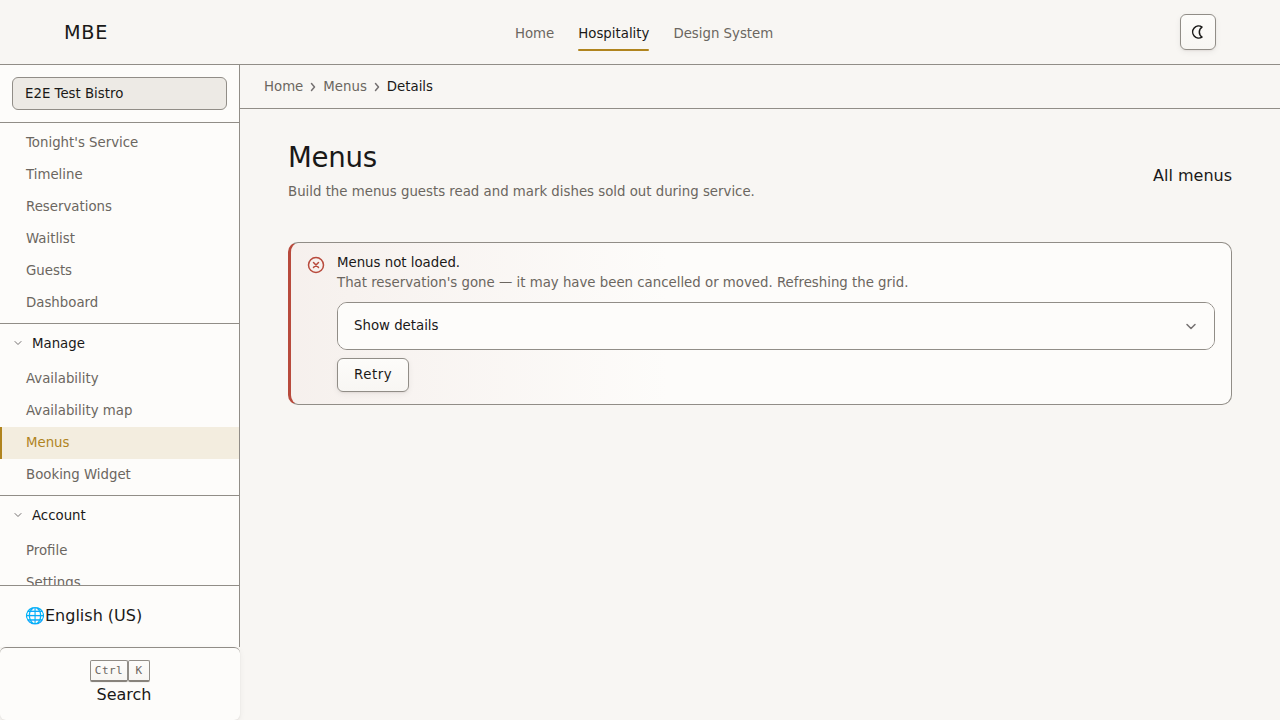 MBE
Home
Hospitality
Design System
E2E Test Bistro
Tonight's Service
Timeline
Reservations
Waitlist
Guests
Dashboard
Manage
Availability
Availability map
Menus
Booking Widget
Account
Profile
Settings
🌐English (US)
Ctrl K
Search
Home > Menus > Details
Menus
Build the menus guests read and mark dishes sold out during service.
All menus
Menus not loaded.
That reservation's gone — it may have been cancelled or moved. Refreshing the grid.
Show details
Retry